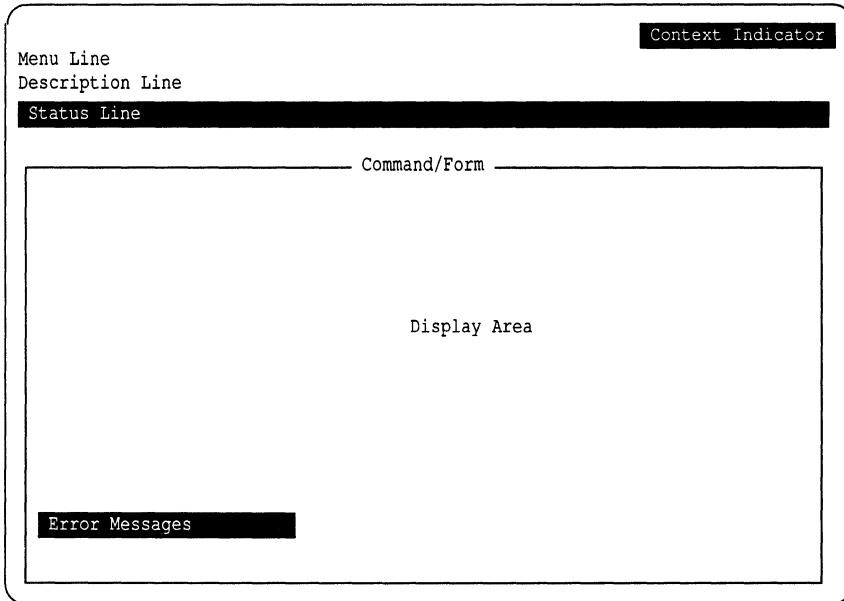 Context Indicator
Menu Line
Description Line
Status Line
Command/Form
Display Area
Error Messages